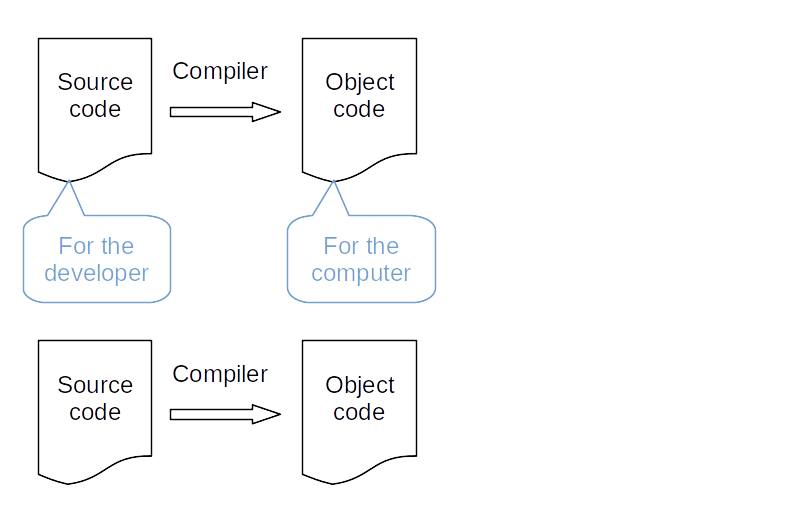 Source
code
Compiler
Object
code
For the
developer
For the
computer
Source
code
Compiler
Object
code